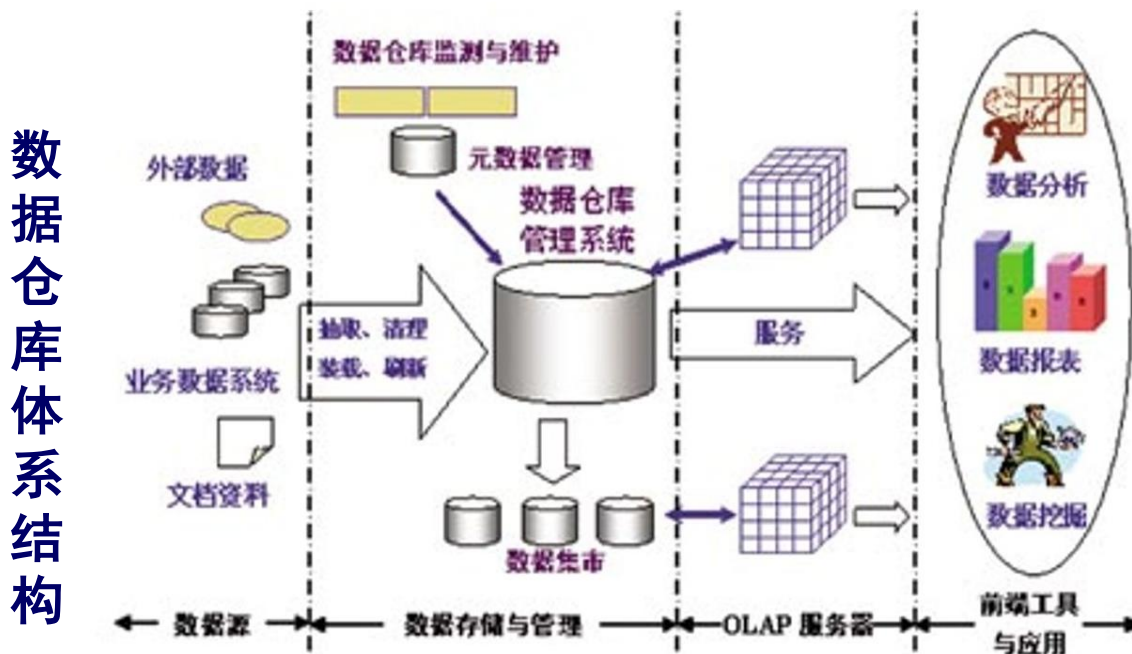 数据仓库体系结构
数据仓库监测与维护
元数据管理
外部数据
数据仓库
管理系统
抽取、清理
装载、刷新
业务数据系统
文档资料
数据集市
服务
数据分析
数据报表
数据挖掘
数据源
数据存储与管理
OLAP 服务器
前端工具
与应用